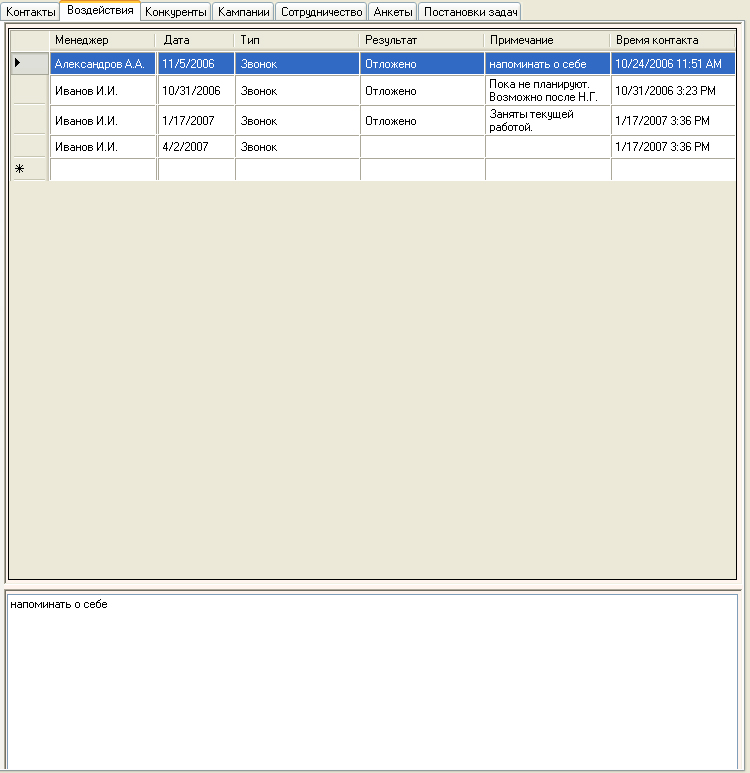 Контакты Воздействия Конкуренты Кампании Сотрудничество Анкеты Постановки задач
Менеджер Дата Тип Результат Примечание Время контакта
Александров А.А. 11/5/2006 Звонок Отложено напоминать о себе 10/24/2006 11:51 AM
Иванов И.И. 10/31/2006 Звонок Отложено Пока не планируют. 10/31/2006 3:23 PM
Возможно после Н.Г.
Иванов И.И. 1/17/2007 Звонок Отложено Заняты текущей 1/17/2007 3:36 PM
работой.
Иванов И.И. 4/2/2007 Звонок 1/17/2007 3:36 PM
напоминать о себе